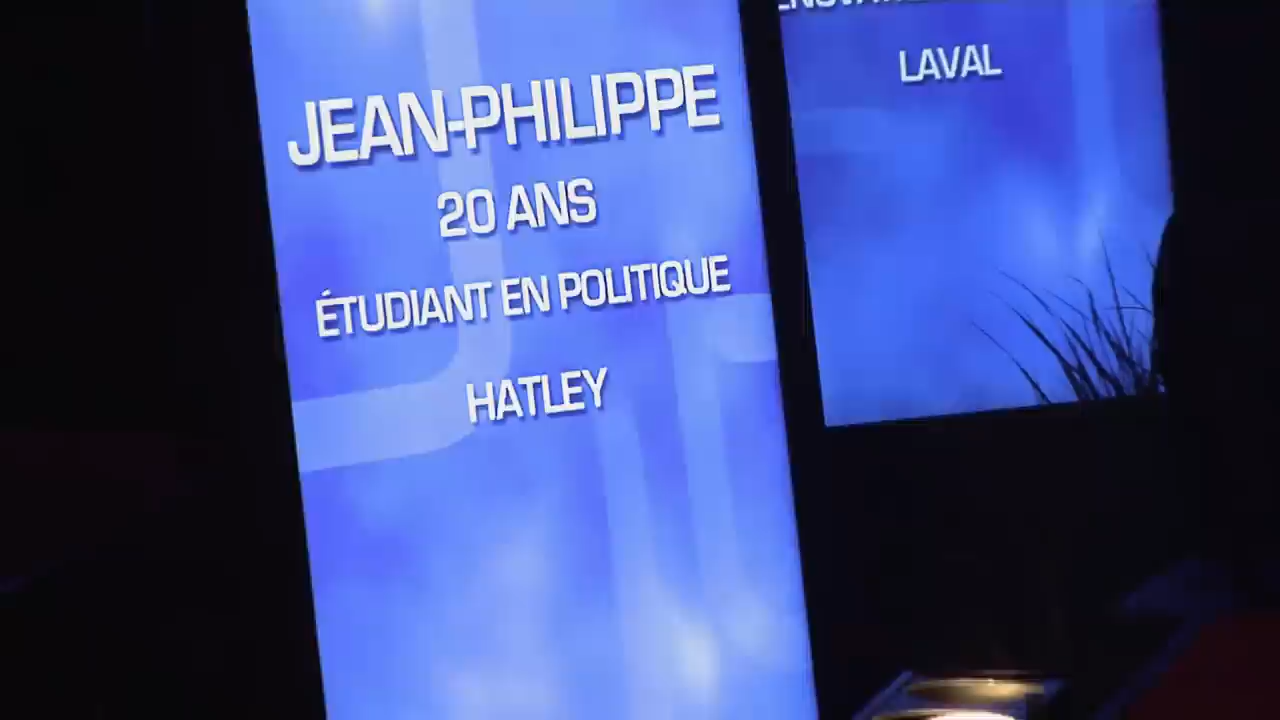 JEAN-PHILIPPE
20 ANS
ÉTUDIANT EN POLITIQUE
HATLEY
LAVAL